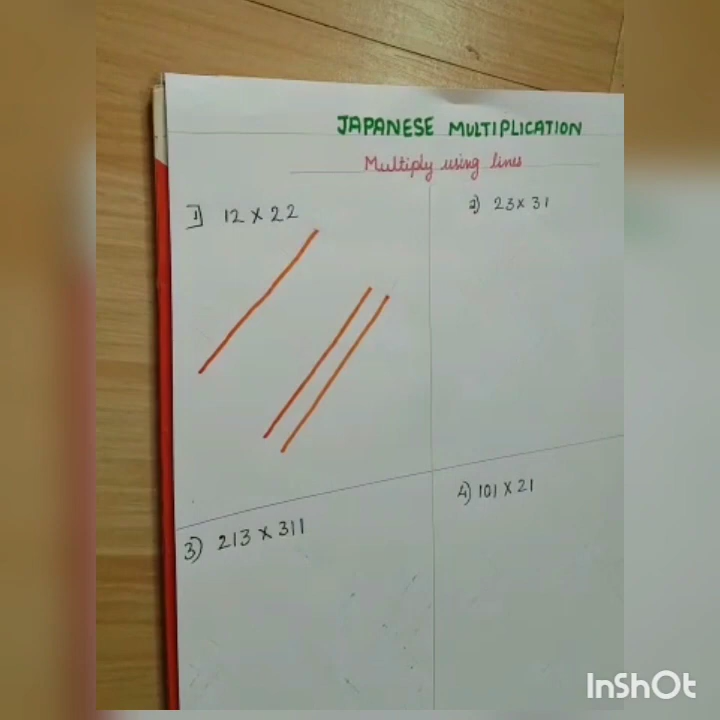 JAPANESE MULTIPLICATION
Multiply using lines
1) 12 x 22
2) 23 x 31
3) 213 x 311
4) 101 x 21
InShOt